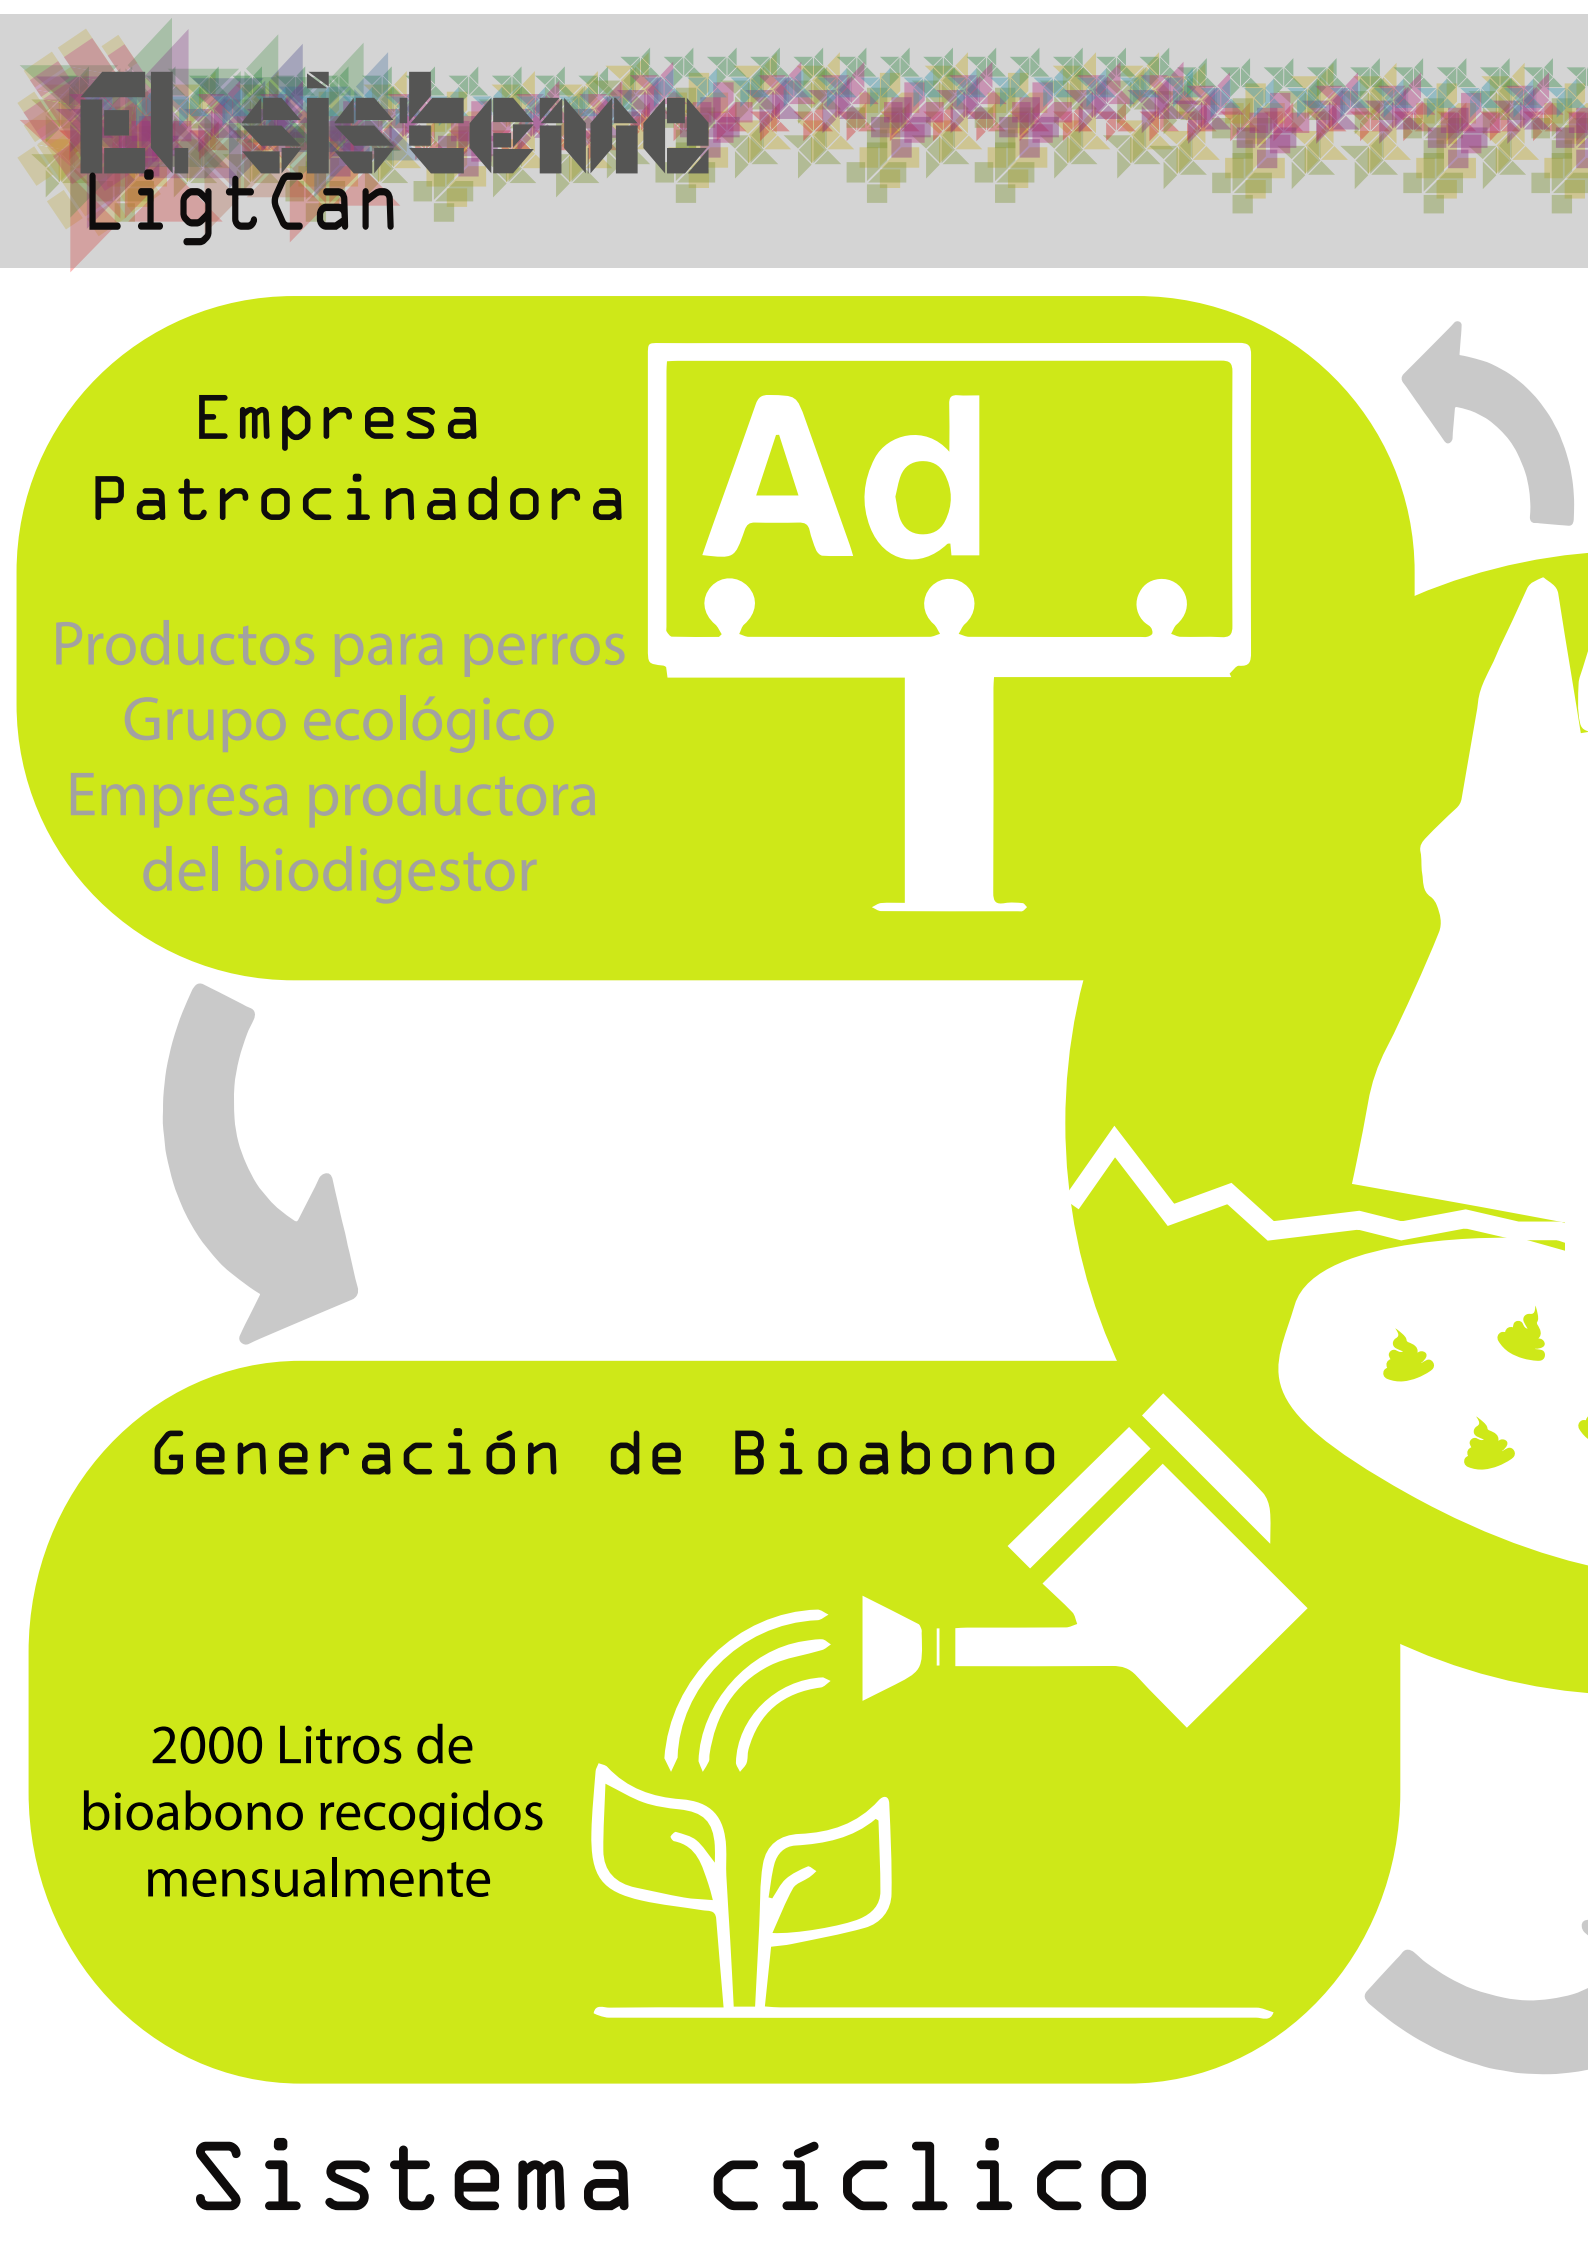 El sistema
LigtCan
Empresa
Patrocinadora
Ad
Productos para perros
Grupo ecológico
Empresa productora
del biodigestor
Generación de Bioabono
2000 Litros de
bioabono recogidos
mensualmente
Sistema cíclico